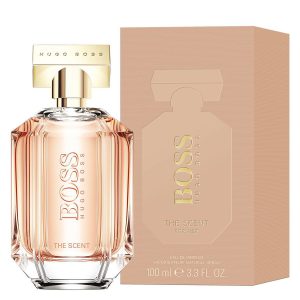 HUGO BOSS
BOSS
HUGO BOSS
THE SCENT
BOSS
HUGO BOSS
THE SCENT
FOR HER
EAU DE PARFUM
100 ml e 3.3 FL. OZ.